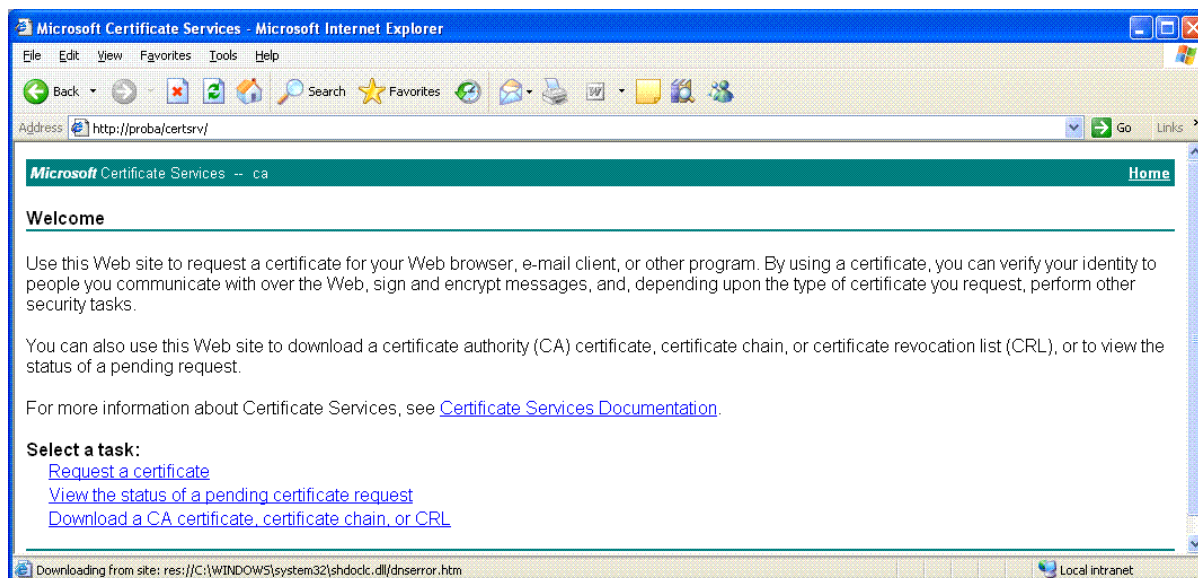 Microsoft Certificate Services - Microsoft Internet Explorer
File Edit View Favorites Tools Help
Back Search Favorites
Address http://proba/certsrv/ Go Links »
Microsoft Certificate Services -- ca Home
Welcome
Use this Web site to request a certificate for your Web browser, e-mail client, or other program. By using a certificate, you can verify your identity to
people you communicate with over the Web, sign and encrypt messages, and, depending upon the type of certificate you request, perform other
security tasks.
You can also use this Web site to download a certificate authority (CA) certificate, certificate chain, or certificate revocation list (CRL), or to view the
status of a pending request.
For more information about Certificate Services, see Certificate Services Documentation.
Select a task:
Request a certificate
View the status of a pending certificate request
Download a CA certificate, certificate chain, or CRL
Downloading from site: res://C:\WINDOWS\system32\shdoclc.dll/dnserror.htm Local intranet